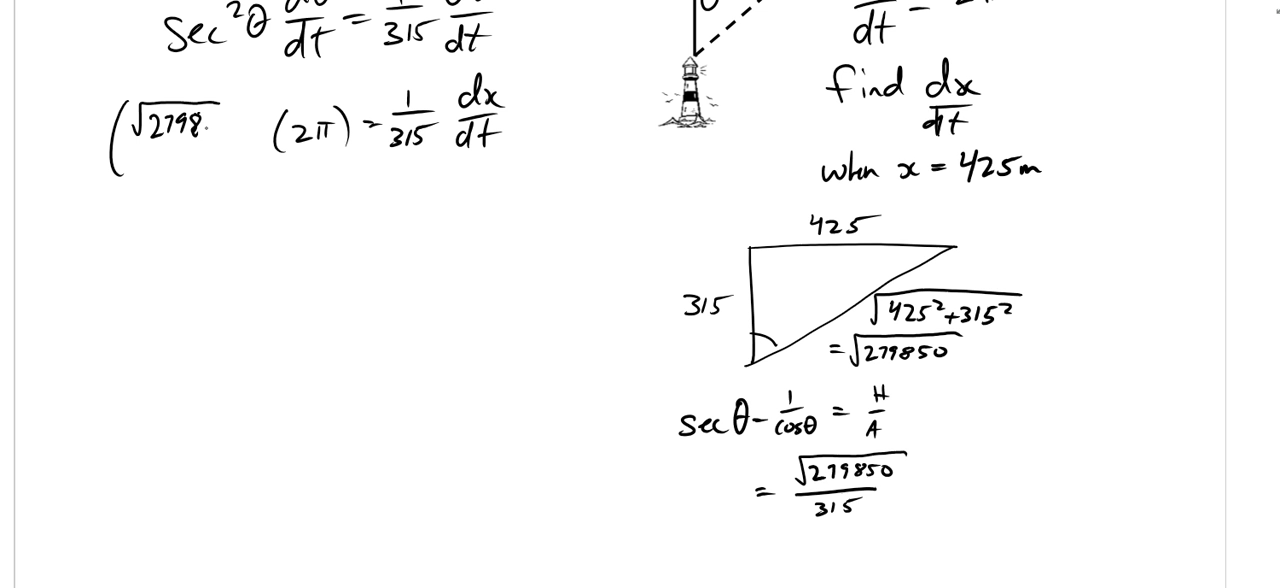 sec²θ dθ/dt = 1/315 dx/dt
(√2798 (2π) = 1/315 dx/dt
θ
dt =
find dx/dt
when x = 425m
425
315
√425²+315²
= √279850
secθ - 1/cosθ = H/A
= √279850/315